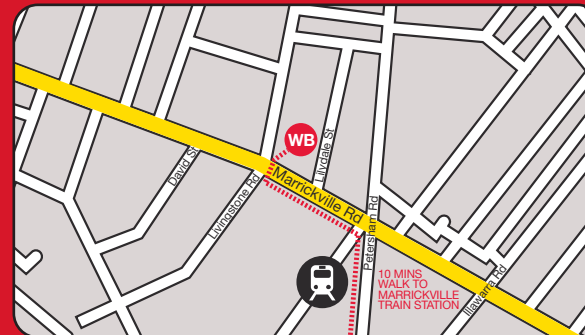 WB
Lilydale St
David St
Livingstone Rd
Marrickville Rd
Petersham Rd
10 MINS
WALK TO
MARRICKVILLE
TRAIN STATION
Illawarra Rd